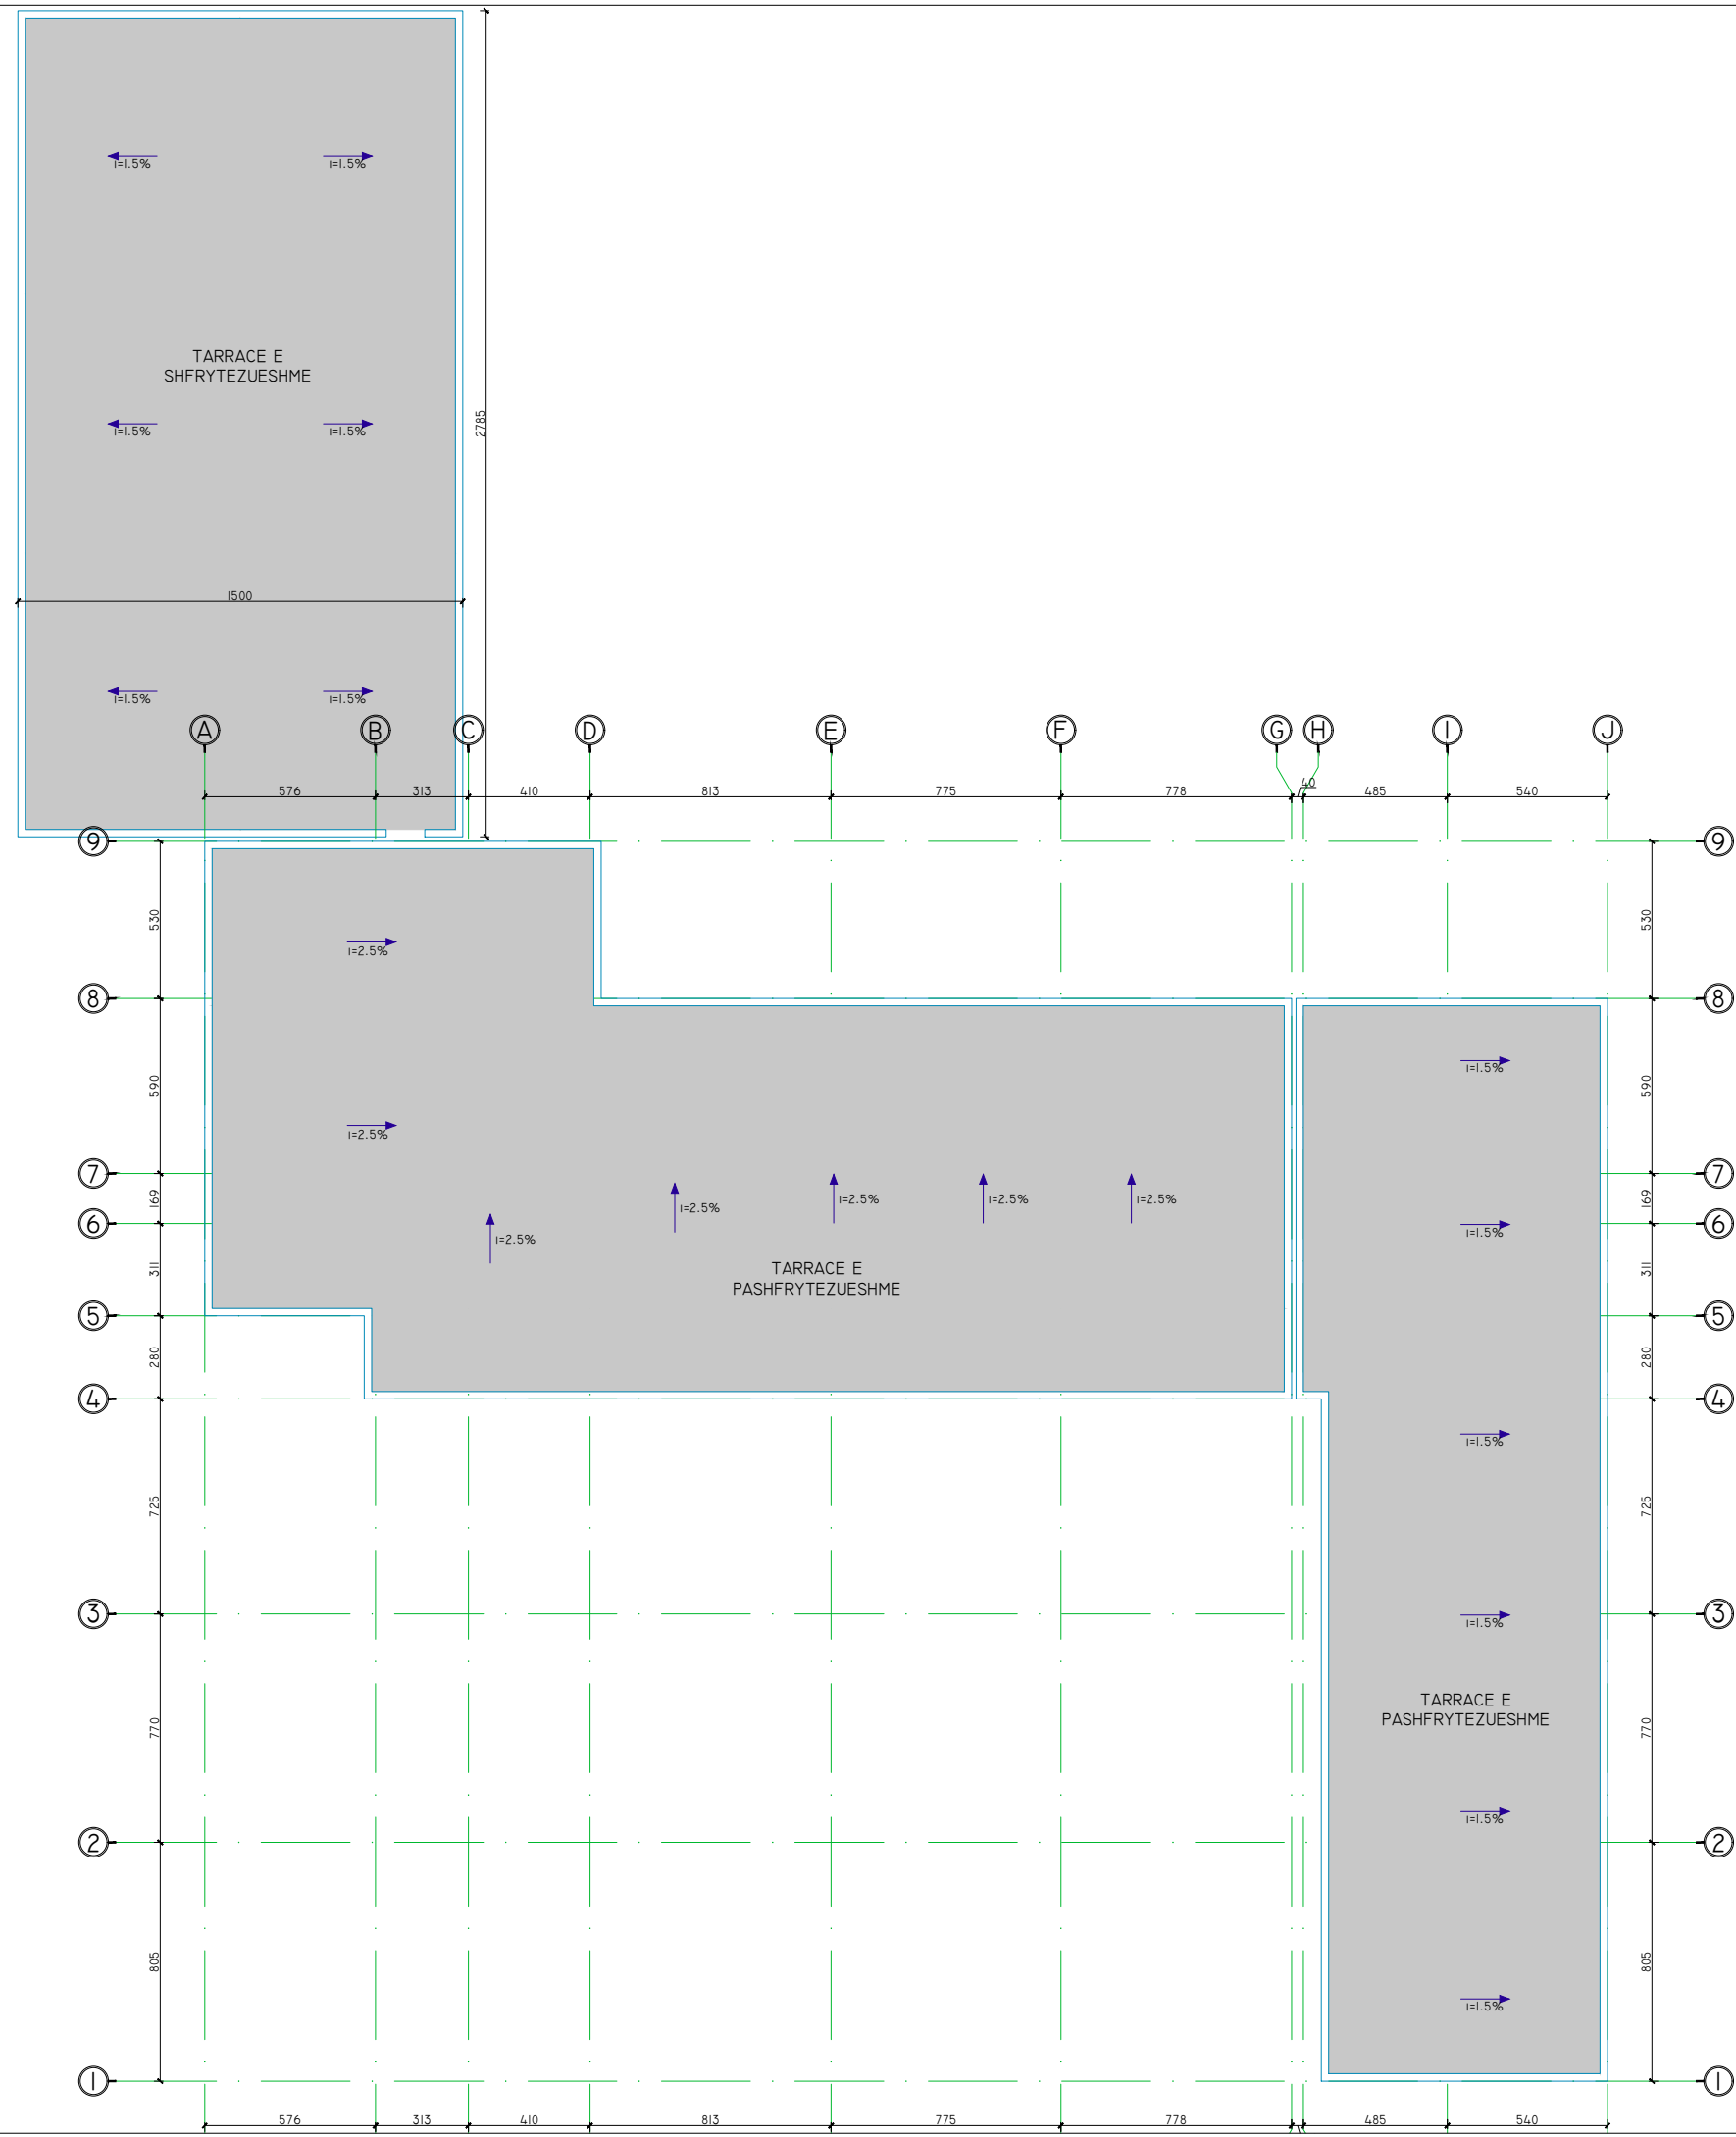 i=1.5% i=1.5%
TARRACE E
SHFRYTEZUESHME
2785
i=1.5% i=1.5%
1500
i=1.5% i=1.5%
A B C D E F G H I J
576 313 410 813 775 778 40 485 540
9 9
530 530
i=2.5%
8 8
i=1.5%
590 590
i=2.5%
7 7
169 169
i=2.5% i=2.5% i=2.5% i=2.5%
6 6
i=1.5%
i=2.5%
311 311
TARRACE E
PASHFRYTEZUESHME
5 5
280 280
4 4
i=1.5%
725 725
3 3
i=1.5%
TARRACE E
PASHFRYTEZUESHME
770 770
i=1.5%
2 2
805 805
i=1.5%
1 1
576 313 410 813 775 778 485 540